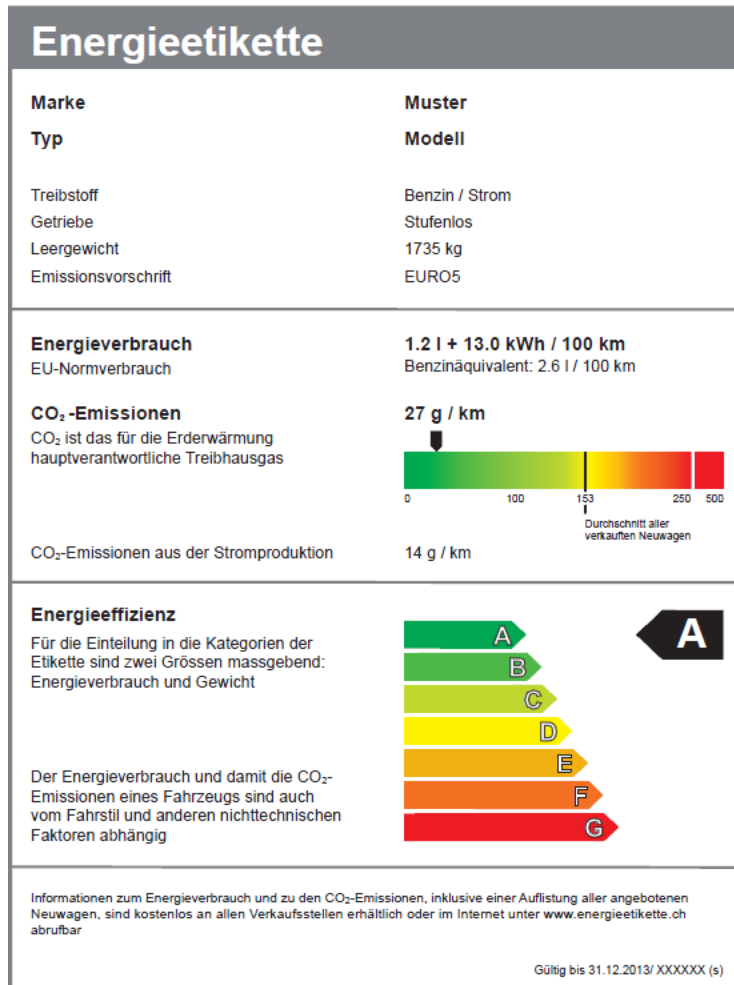 Energieetikette
Marke Muster
Typ Modell
Treibstoff Benzin / Strom
Getriebe Stufenlos
Leergewicht 1735 kg
Emissionsvorschrift EURO5
Energieverbrauch 1.2 l + 13.0 kWh / 100 km
EU-Normverbrauch Benzinäquivalent: 2.6 l / 100 km
CO₂-Emissionen 27 g / km
CO₂ ist das für die Erderwärmung
hauptverantwortliche Treibhausgas
0 100 153 250 500
Durchschnitt aller
verkauften Neuwagen
CO₂-Emissionen aus der Stromproduktion 14 g / km
Energieeffizienz
Für die Einteilung in die Kategorien der
Etikette sind zwei Grössen massgebend:
Energieverbrauch und Gewicht
A A
B
C
D
E
F
G
Der Energieverbrauch und damit die CO₂-
Emissionen eines Fahrzeugs sind auch
vom Fahrstil und anderen nichttechnischen
Faktoren abhängig
Informationen zum Energieverbrauch und zu den CO₂-Emissionen, inklusive einer Auflistung aller angebotenen
Neuwagen, sind kostenlos an allen Verkaufsstellen erhältlich oder im Internet unter www.energieetikette.ch
abrufbar
Gültig bis 31.12.2013/ XXXXXX (s)